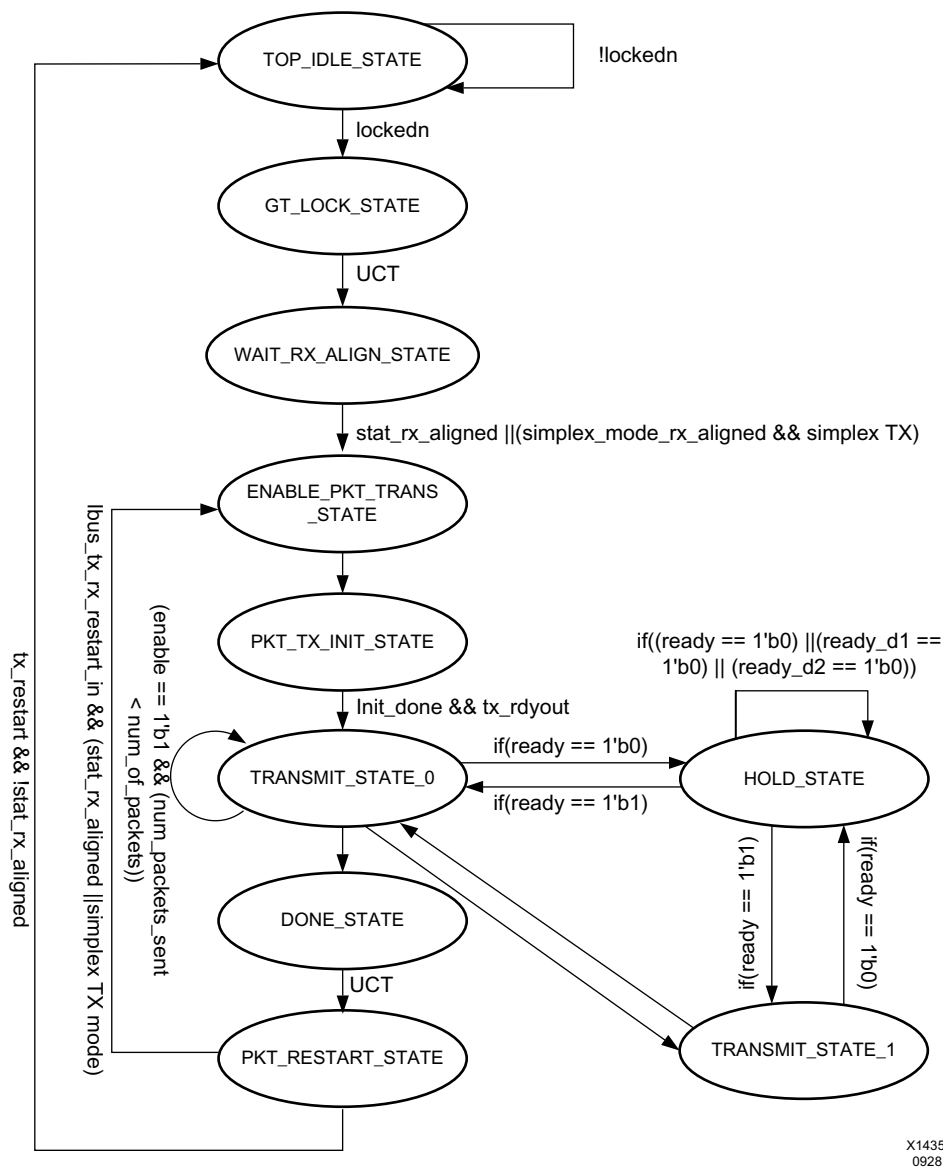 TOP_IDLE_STATE
!lockedn
lockedn
GT_LOCK_STATE
UCT
WAIT_RX_ALIGN_STATE
stat_rx_aligned ||(simplex_mode_rx_aligned && simplex TX)
ENABLE_PKT_TRANS
_STATE
PKT_TX_INIT_STATE
if((ready == 1'b0) ||(ready_d1 ==
1'b0) || (ready_d2 == 1'b0))
Init_done && tx_rdyout
(enable == 1'b1 && (num_packets_sent
< num_of_packets))
lbus_tx_rx_restart_in && (stat_rx_aligned ||simplex TX mode)
tx_restart && !stat_rx_aligned
TRANSMIT_STATE_0
if(ready == 1'b0)
if(ready == 1'b1)
HOLD_STATE
if(ready == 1'b1)
if(ready == 1'b0)
DONE_STATE
UCT
PKT_RESTART_STATE
TRANSMIT_STATE_1
X1435
0928